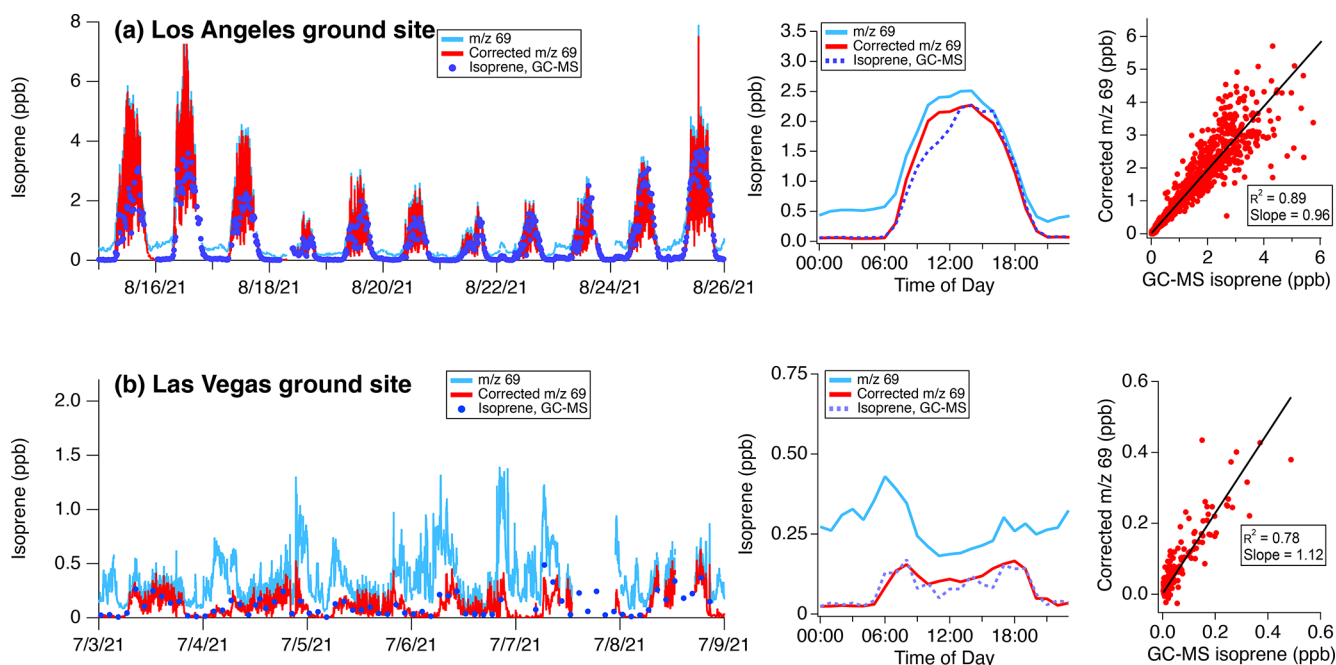 (a) Los Angeles ground site
m/z 69
Corrected m/z 69
Isoprene, GC-MS
Isoprene (ppb)
8
6
4
2
0
8/16/21
8/18/21
8/20/21
8/22/21
8/24/21
8/26/21
m/z 69
Corrected m/z 69
Isoprene, GC-MS
Isoprene (ppb)
3.5
3.0
2.5
2.0
1.5
1.0
0.5
0.0
00:00
06:00
12:00
18:00
Time of Day
Corrected m/z 69 (ppb)
6
5
4
3
2
1
0
R² = 0.89
Slope = 0.96
0
2
4
6
GC-MS isoprene (ppb)
(b) Las Vegas ground site
m/z 69
Corrected m/z 69
Isoprene, GC-MS
Isoprene (ppb)
2.0
1.5
1.0
0.5
0
7/3/21
7/4/21
7/5/21
7/6/21
7/7/21
7/8/21
7/9/21
m/z 69
Corrected m/z 69
Isoprene, GC-MS
Isoprene (ppb)
0.75
0.50
0.25
0
00:00
06:00
12:00
18:00
Time of Day
Corrected m/z 69 (ppb)
0.6
0.4
0.2
0.0
R² = 0.78
Slope = 1.12
0.0
0.2
0.4
0.6
GC-MS isoprene (ppb)